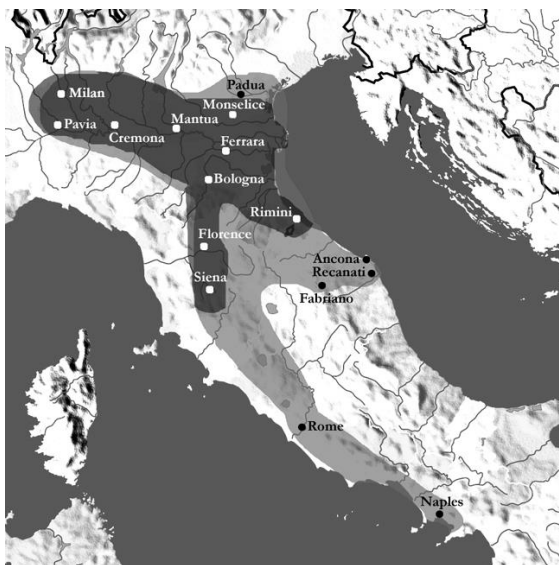 Padua
Milan
Monselice
Pavia
Cremona
Mantua
Ferrara
Bologna
Rimini
Florence
Ancona
Recanati
Siena
Fabriano
Rome
Naples